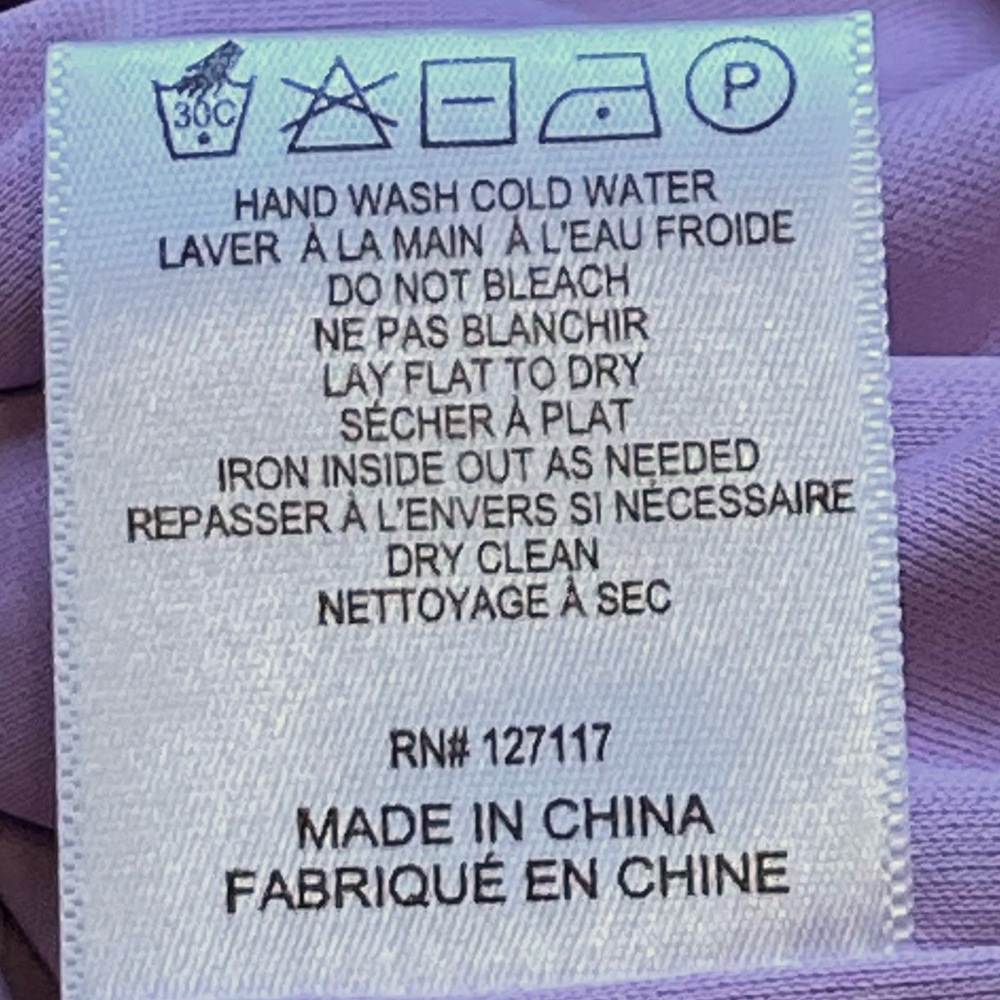 30C
P
HAND WASH COLD WATER
LAVER À LA MAIN À L'EAU FROIDE
DO NOT BLEACH
NE PAS BLANCHIR
LAY FLAT TO DRY
SÉCHER À PLAT
IRON INSIDE OUT AS NEEDED
REPASSER À L'ENVERS SI NÉCESSAIRE
DRY CLEAN
NETTOYAGE À SEC
RN# 127117
MADE IN CHINA
FABRIQUÉ EN CHINE